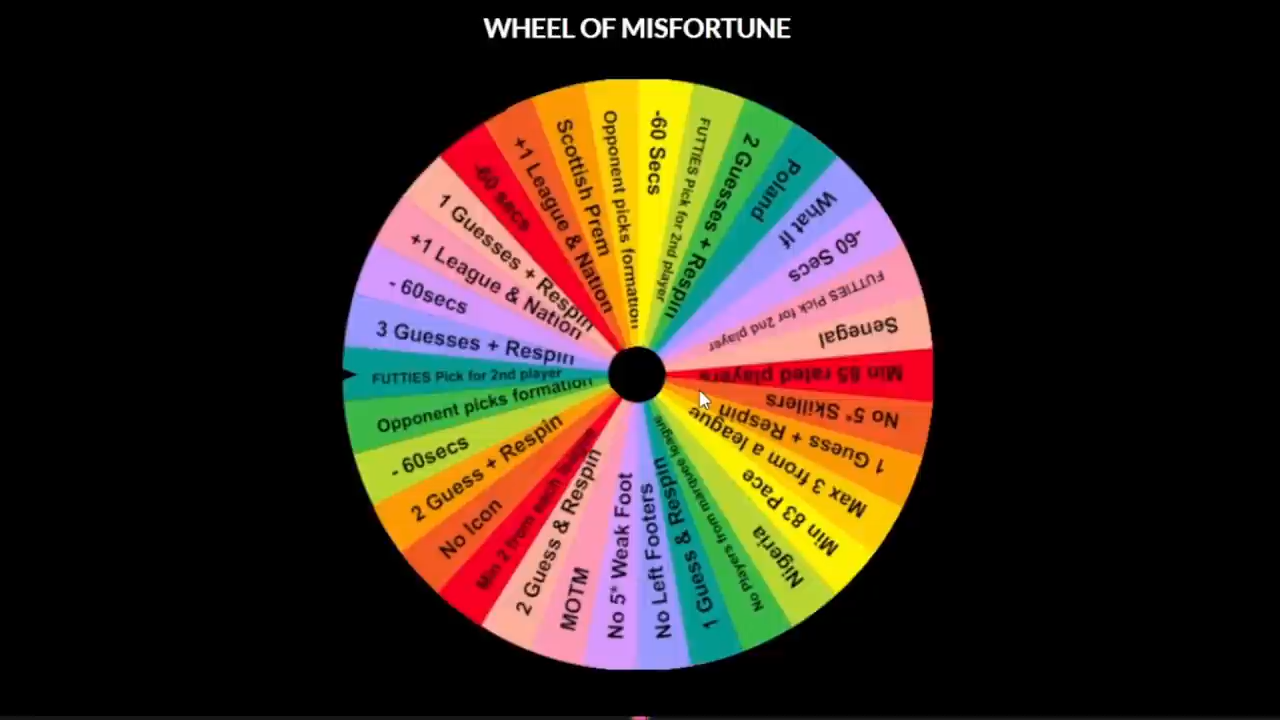 WHEEL OF MISFORTUNE
-60 Secs
FUTTIES Pick for 2nd player
2 Guesses + Respin
Poland
What If
-60 Secs
FUTTIES Pick for 2nd player
Senegal
Min 85 rated players
No 5* Skillers
1 Guess + Respin
Max 3 from a league
Min 83 Pace
Nigeria
No Players from marquee league
1 Guess & Respin
No Left Footers
No 5* Weak Foot
MOTM
2 Guess & Respin
Min 2 from each league
No Icon
2 Guess + Respin
- 60secs
Opponent picks formation
FUTTIES Pick for 2nd player
3 Guesses + Respin
- 60secs
+1 League & Nation
1 Guesses + Respin
-60 secs
+1 League & Nation
Scottish Prem
Opponent picks formation